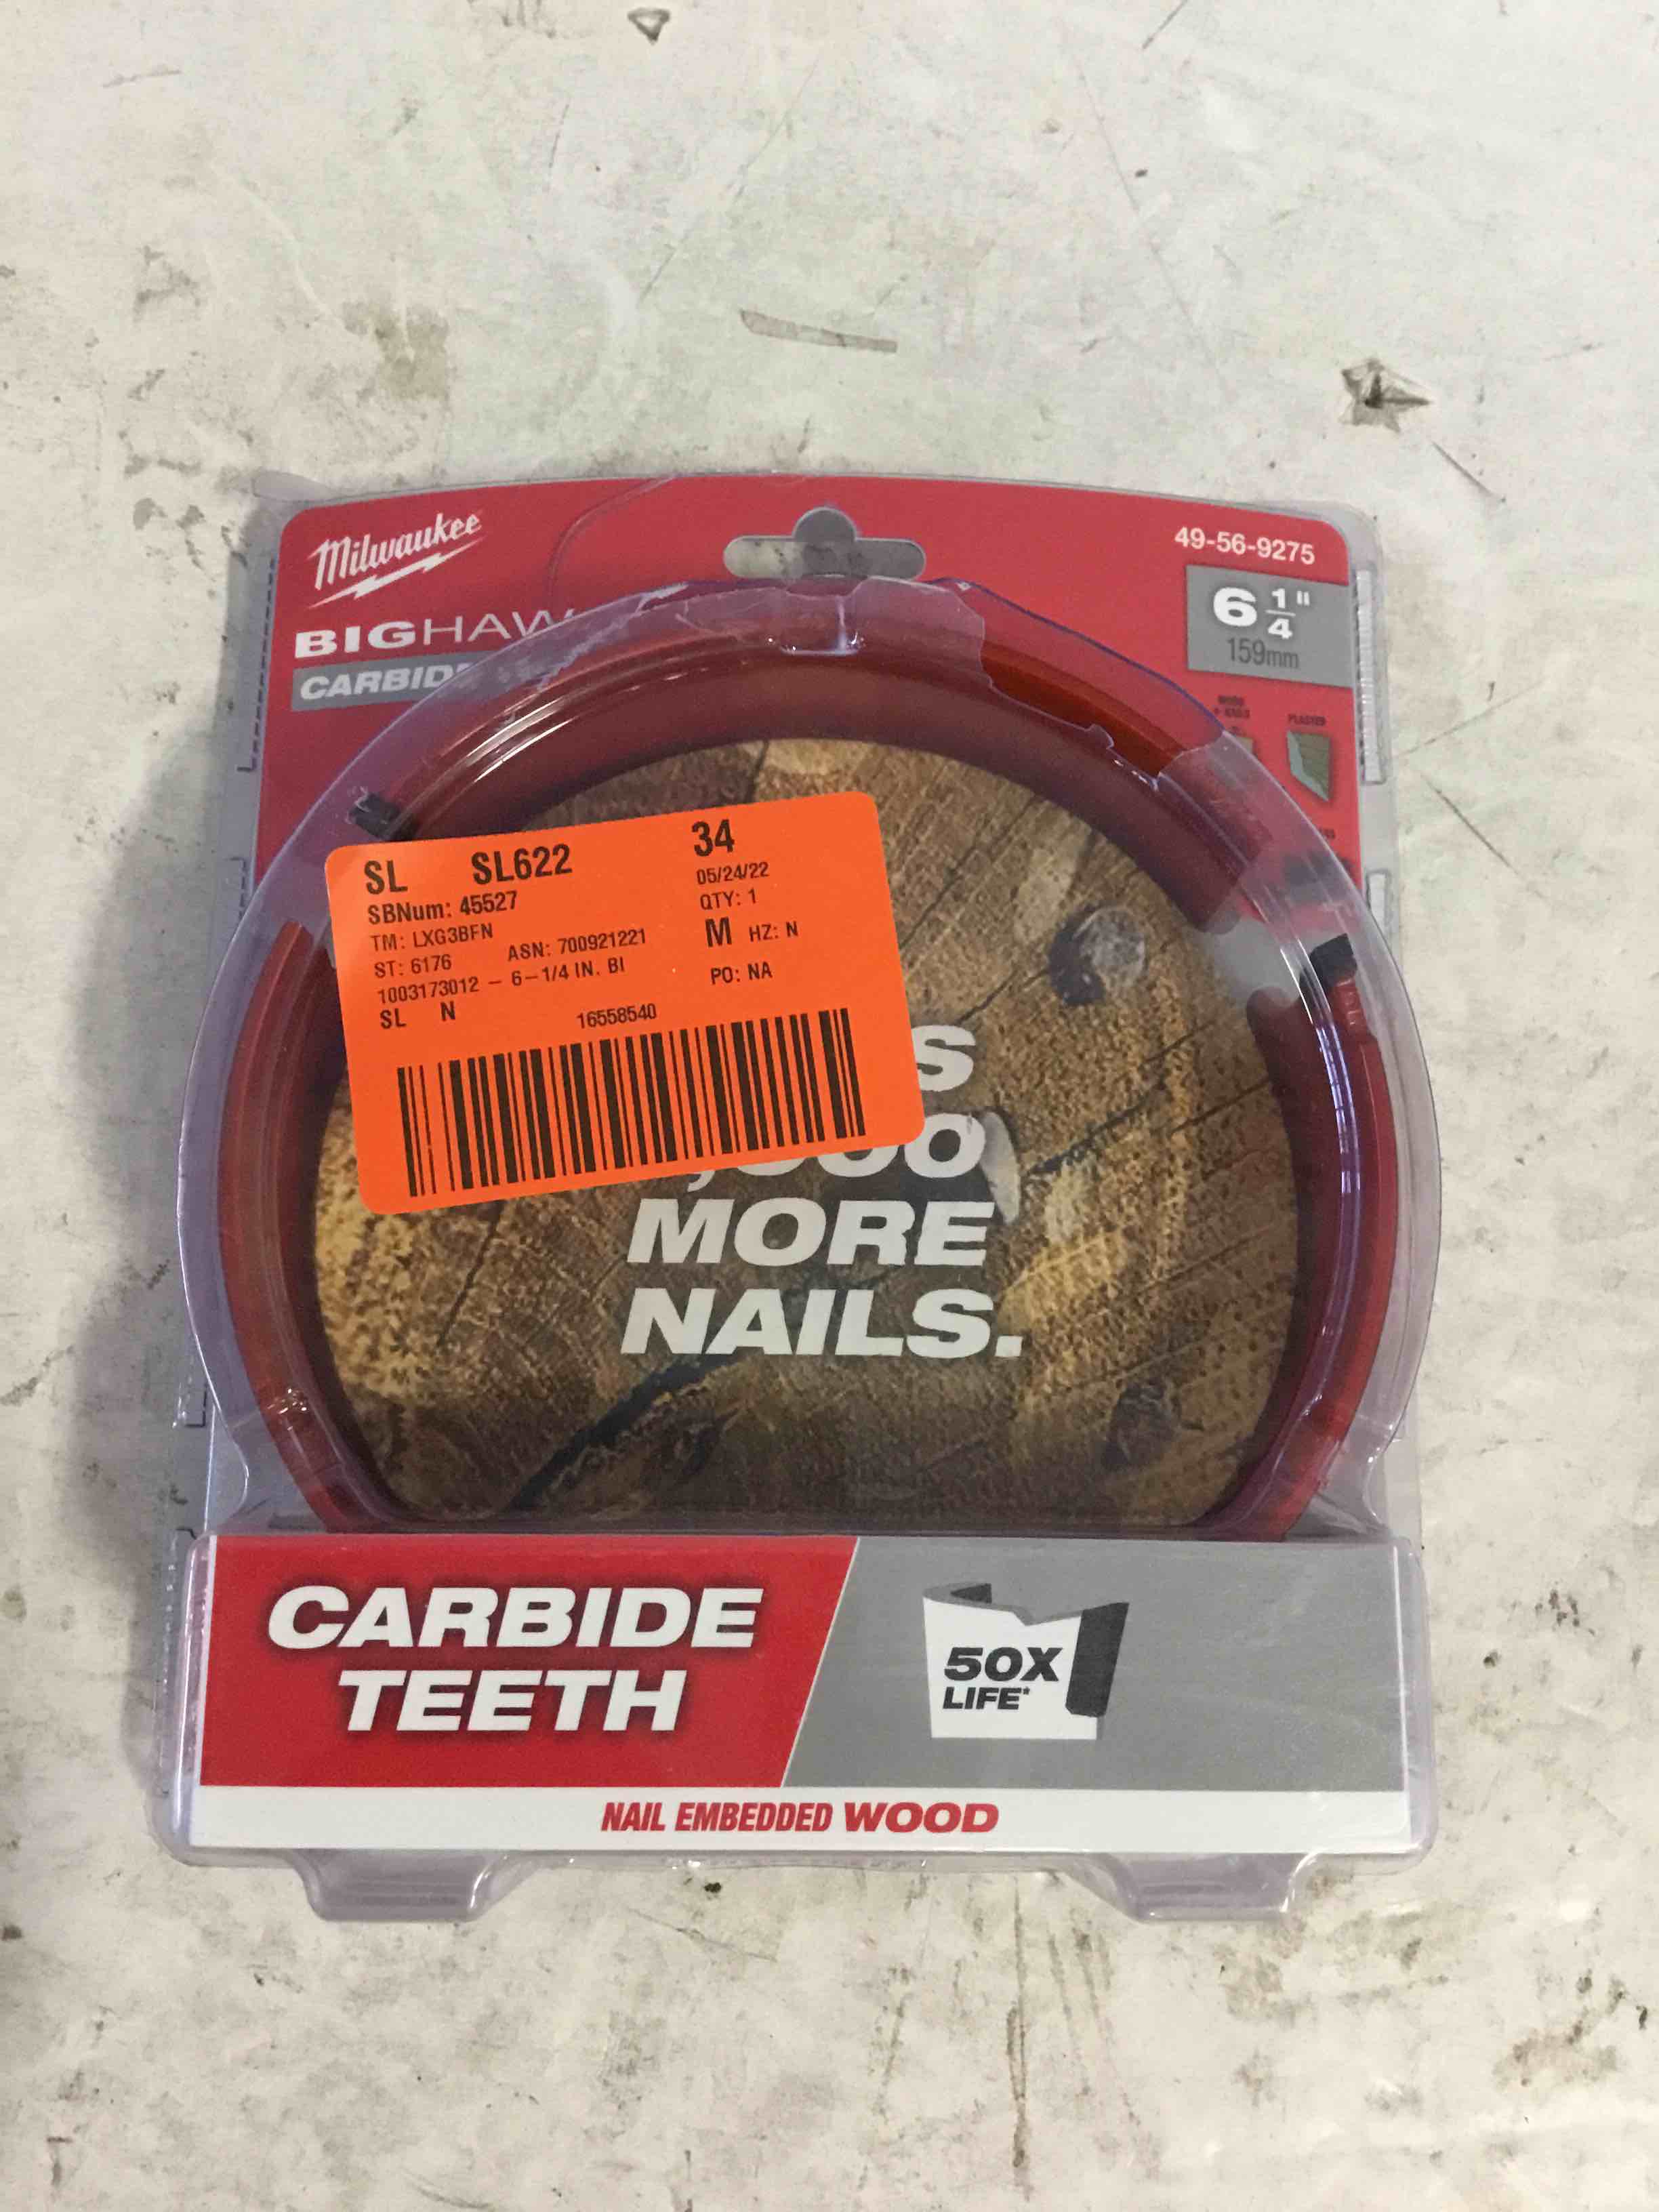 Milwaukee
49-56-9275
BIGHAW
6 1/4"
159mm
CARBID
PLASTER
SL SL622 34
05/24/22
SBNum: 45527
QTY: 1
TM: LXG3BFN
M HZ: N
ST: 6176 ASN: 700921221
1003173012 - 6-1/4 IN. BI
PO: NA
SL N
16558540
S
MORE
NAILS.
CARBIDE
TEETH
50X
LIFE*
NAIL EMBEDDED WOOD